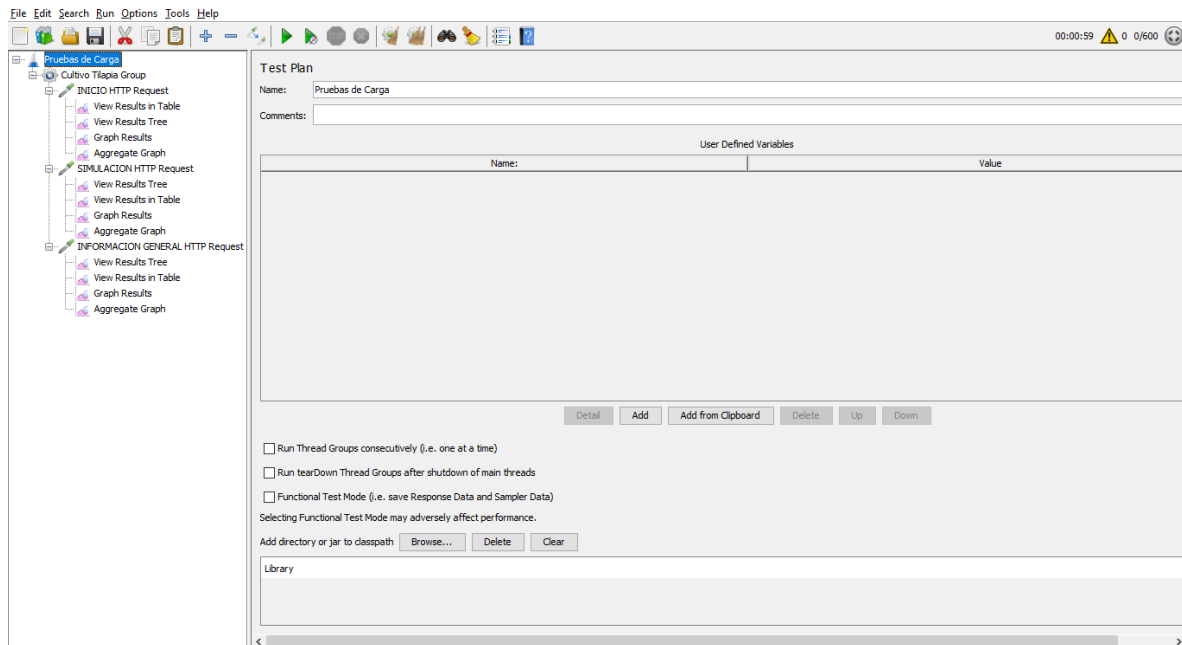 File Edit Search Run Options Tools Help
00:00:59 0 0/600
Pruebas de Carga
Cultivo Tilapia Group
INICIO HTTP Request
View Results in Table
View Results Tree
Graph Results
Aggregate Graph
SIMULACION HTTP Request
View Results Tree
View Results in Table
Graph Results
Aggregate Graph
INFORMACION GENERAL HTTP Request
View Results Tree
View Results in Table
Graph Results
Aggregate Graph
Test Plan
Name: Pruebas de Carga
Comments:
User Defined Variables
Name: Value
Detail Add Add from Clipboard Delete Up Down
Run Thread Groups consecutively (i.e. one at a time)
Run tearDown Thread Groups after shutdown of main threads
Functional Test Mode (i.e. save Response Data and Sampler Data)
Selecting Functional Test Mode may adversely affect performance.
Add directory or jar to classpath Browse... Delete Clear
Library